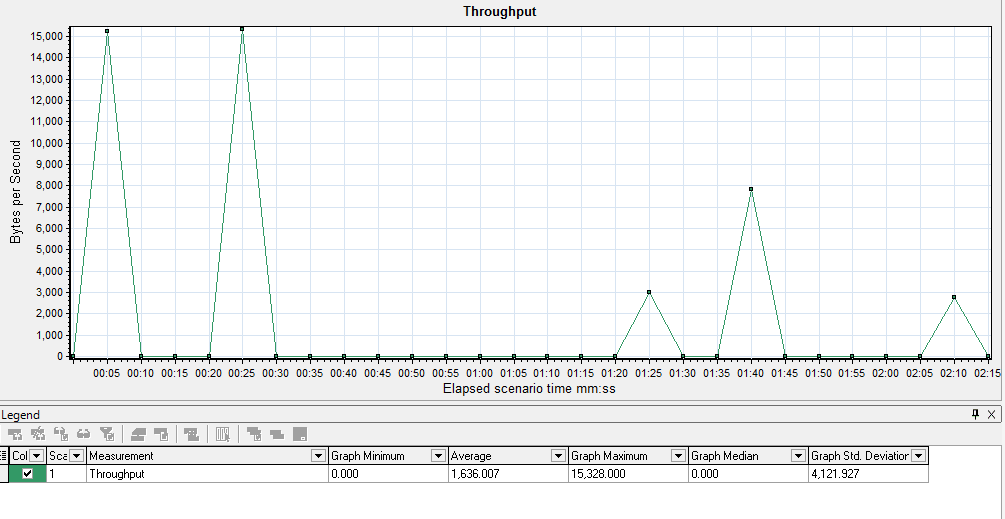 Throughput
15,000
14,000
13,000
12,000
11,000
10,000
9,000
8,000
7,000
6,000
5,000
4,000
3,000
2,000
1,000
0
Bytes per Second
00:05 00:10 00:15 00:20 00:25 00:30 00:35 00:40 00:45 00:50 00:55 01:00 01:05 01:10 01:15 01:20 01:25 01:30 01:35 01:40 01:45 01:50 01:55 02:00 02:05 02:10 02:15
Elapsed scenario time mm:ss
Legend
Col Sca Measurement Graph Minimum Average Graph Maximum Graph Median Graph Std. Deviation
1 Throughput 0.000 1,636.007 15,328.000 0.000 4,121.927